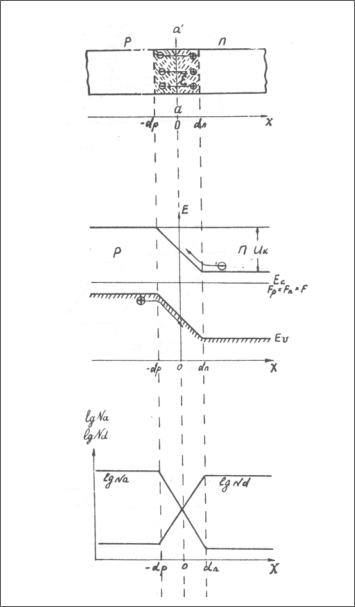 a'
p n
a
-dp 0 dn x
E
p n Uк
Ec
Fp=Fn=F
Ev
-dp 0 dn x
lgNa
lgNd
lgNa lgNd
-dp 0 dn x